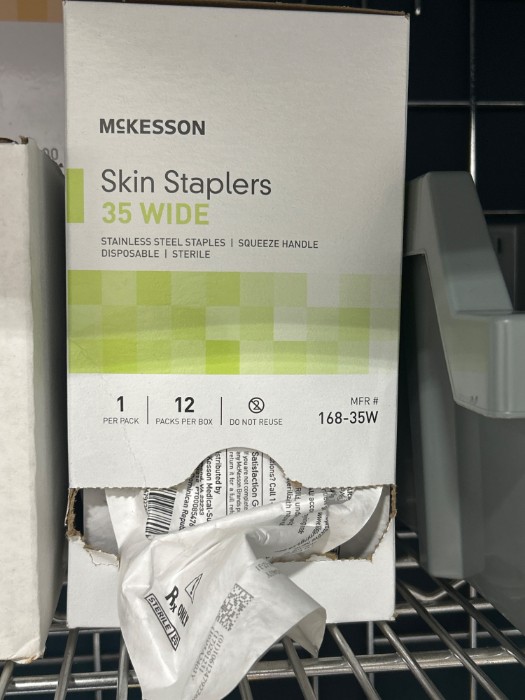 McKESSON
Skin Staplers
35 WIDE
STAINLESS STEEL STAPLES | SQUEEZE HANDLE
DISPOSABLE | STERILE
1
PER PACK
12
PACKS PER BOX
DO NOT REUSE
MFR #
168-35W
Satisfaction G
Rx ONLY
STERILE